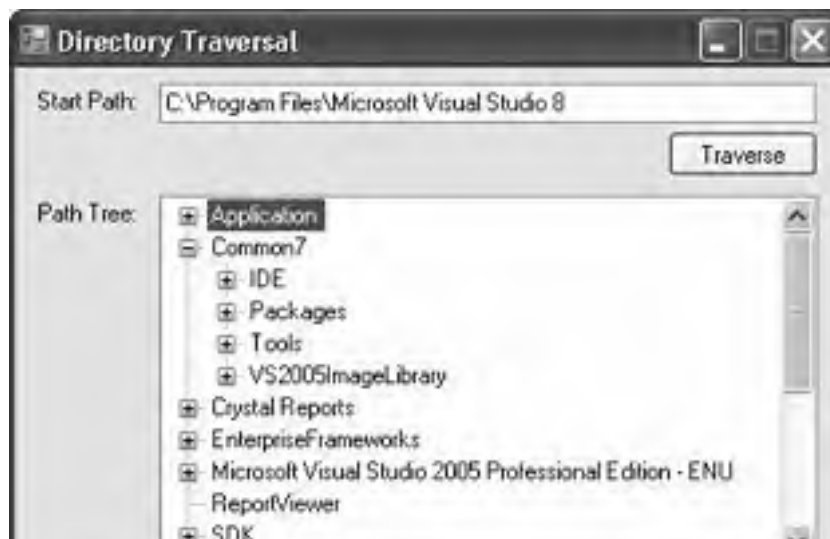 Directory Traversal
Start Path: C:\Program Files\Microsoft Visual Studio 8
Traverse
Path Tree: Application
Common7
IDE
Packages
Tools
VS2005ImageLibrary
Crystal Reports
EnterpriseFrameworks
Microsoft Visual Studio 2005 Professional Edition - ENU
ReportViewer
SDK